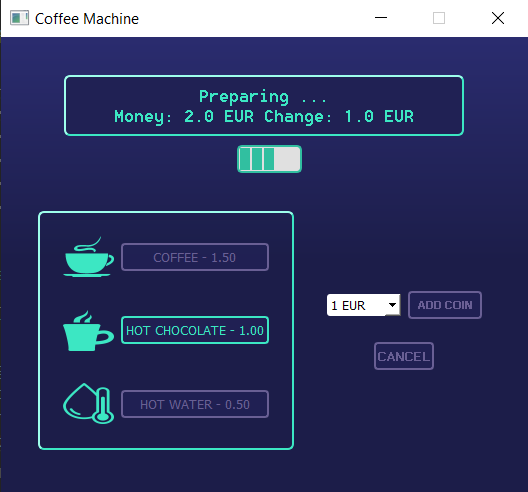 Coffee Machine
Preparing ...
Money: 2.0 EUR Change: 1.0 EUR
COFFEE - 1.50
HOT CHOCOLATE - 1.00
HOT WATER - 0.50
1 EUR
ADD COIN
CANCEL